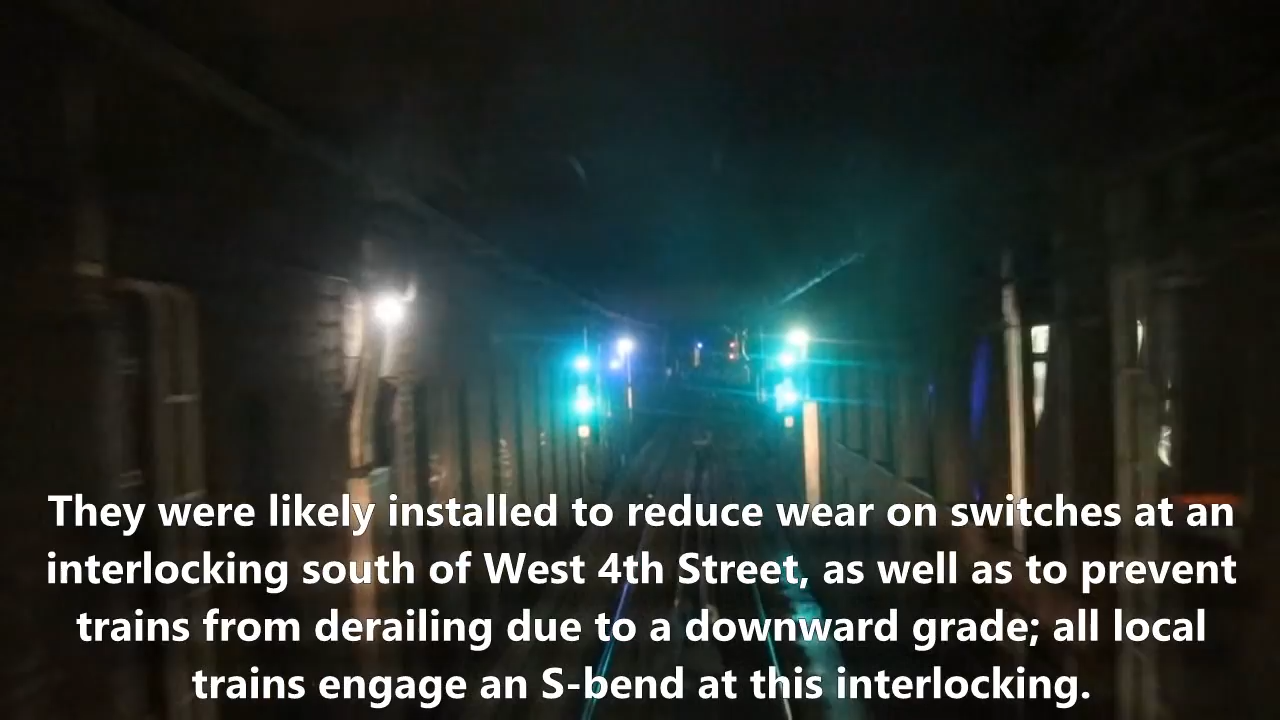 They were likely installed to reduce wear on switches at an
interlocking south of West 4th Street, as well as to prevent
trains from derailing due to a downward grade; all local
trains engage an S-bend at this interlocking.